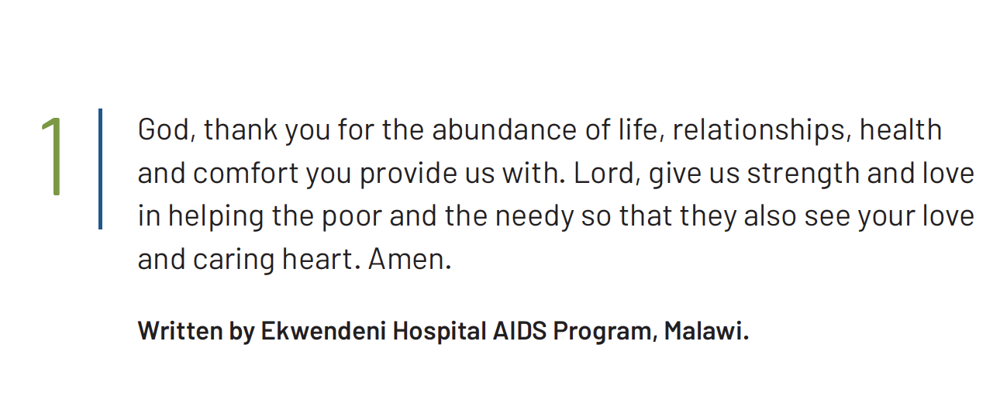 1
God, thank you for the abundance of life, relationships, health
and comfort you provide us with. Lord, give us strength and love
in helping the poor and the needy so that they also see your love
and caring heart. Amen.
Written by Ekwendeni Hospital AIDS Program, Malawi.